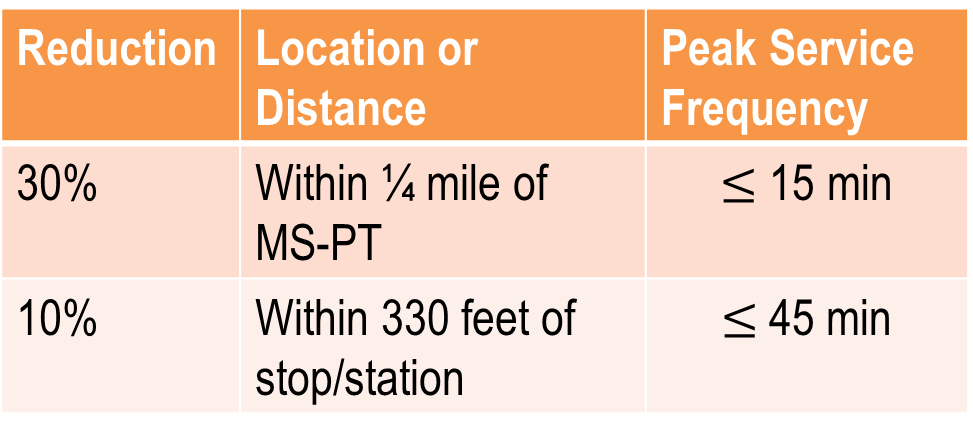 Reduction
Location or
Distance
Peak Service
Frequency
30%
Within ¼ mile of
MS-PT
≤ 15 min
10%
Within 330 feet of
stop/station
≤ 45 min